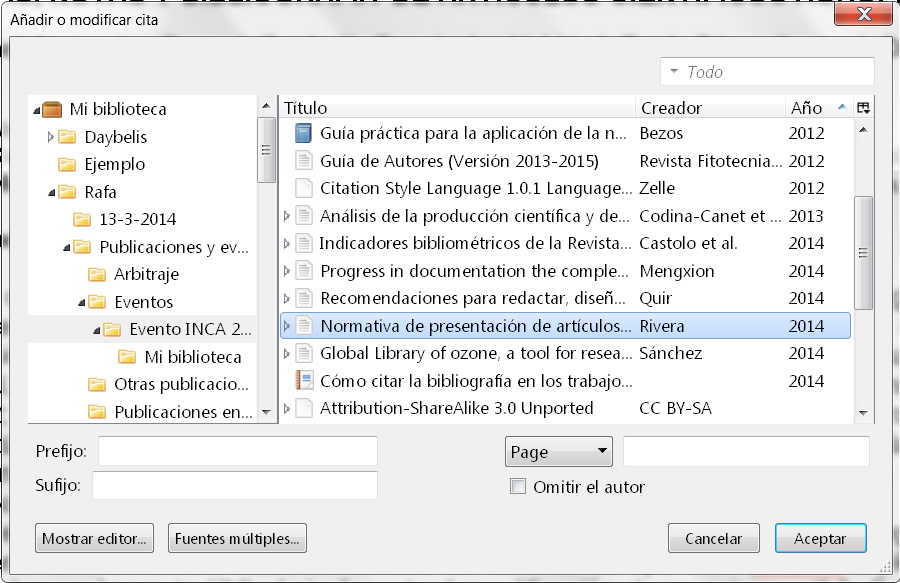 Añadir o modificar cita
Todo
Mi biblioteca
Daybelis
Ejemplo
Rafa
13-3-2014
Publicaciones y ev...
Arbitraje
Eventos
Evento INCA 2...
Mi biblioteca
Otras publicacio...
Publicaciones en...
Título Creador Año
Guía práctica para la aplicación de la n... Bezos 2012
Guía de Autores (Versión 2013-2015) Revista Fitotecnia... 2012
Citation Style Language 1.0.1 Language... Zelle 2012
Análisis de la producción científica y de... Codina-Canet et ... 2013
Indicadores bibliométricos de la Revista... Castolo et al. 2014
Progress in documentation the comple... Mengxion 2014
Recomendaciones para redactar, diseñ... Quir 2014
Normativa de presentación de artículos... Rivera 2014
Global Library of ozone, a tool for resea... Sánchez 2014
Cómo citar la bibliografía en los trabajo... 2014
Attribution-ShareAlike 3.0 Unported CC BY-SA
Prefijo: Page
Sufijo: Omitir el autor
Mostrar editor... Fuentes múltiples... Cancelar Aceptar